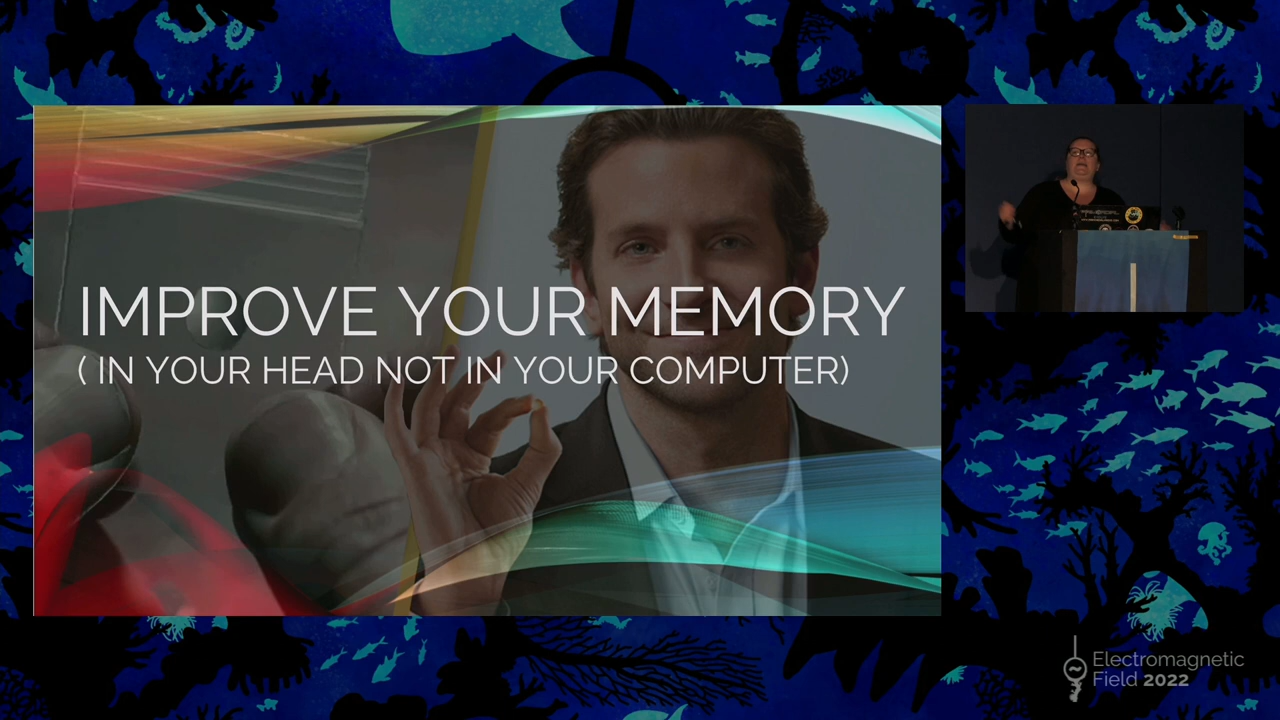 IMPROVE YOUR MEMORY
( IN YOUR HEAD NOT IN YOUR COMPUTER)
Electromagnetic
Field 2022